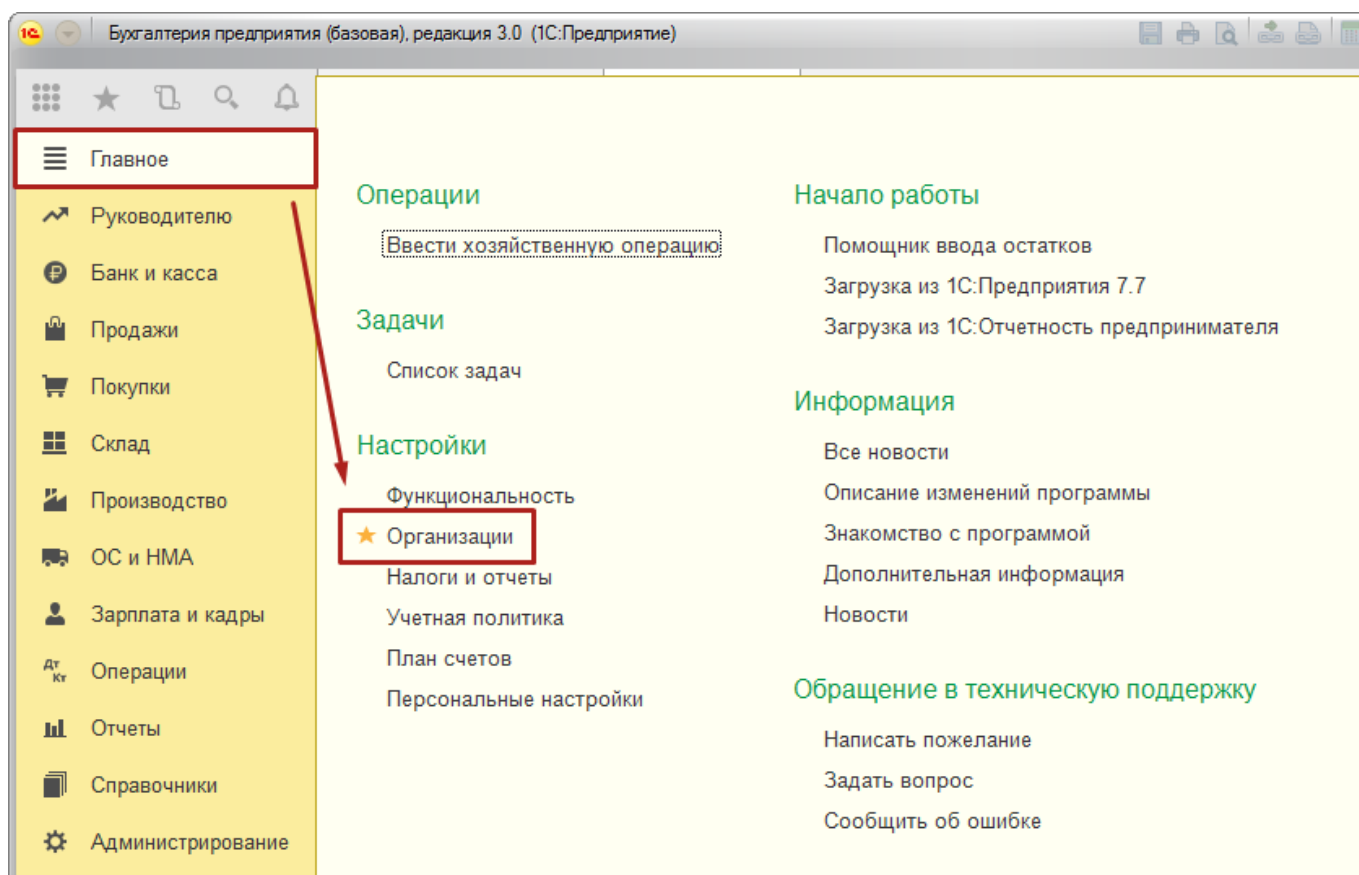 1С Бухгалтерия предприятия (базовая), редакция 3.0 (1С:Предприятие)
Главное
Руководителю
Банк и касса
Продажи
Покупки
Склад
Производство
ОС и НМА
Зарплата и кадры
Дт Кт Операции
Отчеты
Справочники
Администрирование
Операции
Ввести хозяйственную операцию
Задачи
Список задач
Настройки
Функциональность
Организации
Налоги и отчеты
Учетная политика
План счетов
Персональные настройки
Начало работы
Помощник ввода остатков
Загрузка из 1С:Предприятия 7.7
Загрузка из 1С:Отчетность предпринимателя
Информация
Все новости
Описание изменений программы
Знакомство с программой
Дополнительная информация
Новости
Обращение в техническую поддержку
Написать пожелание
Задать вопрос
Сообщить об ошибке